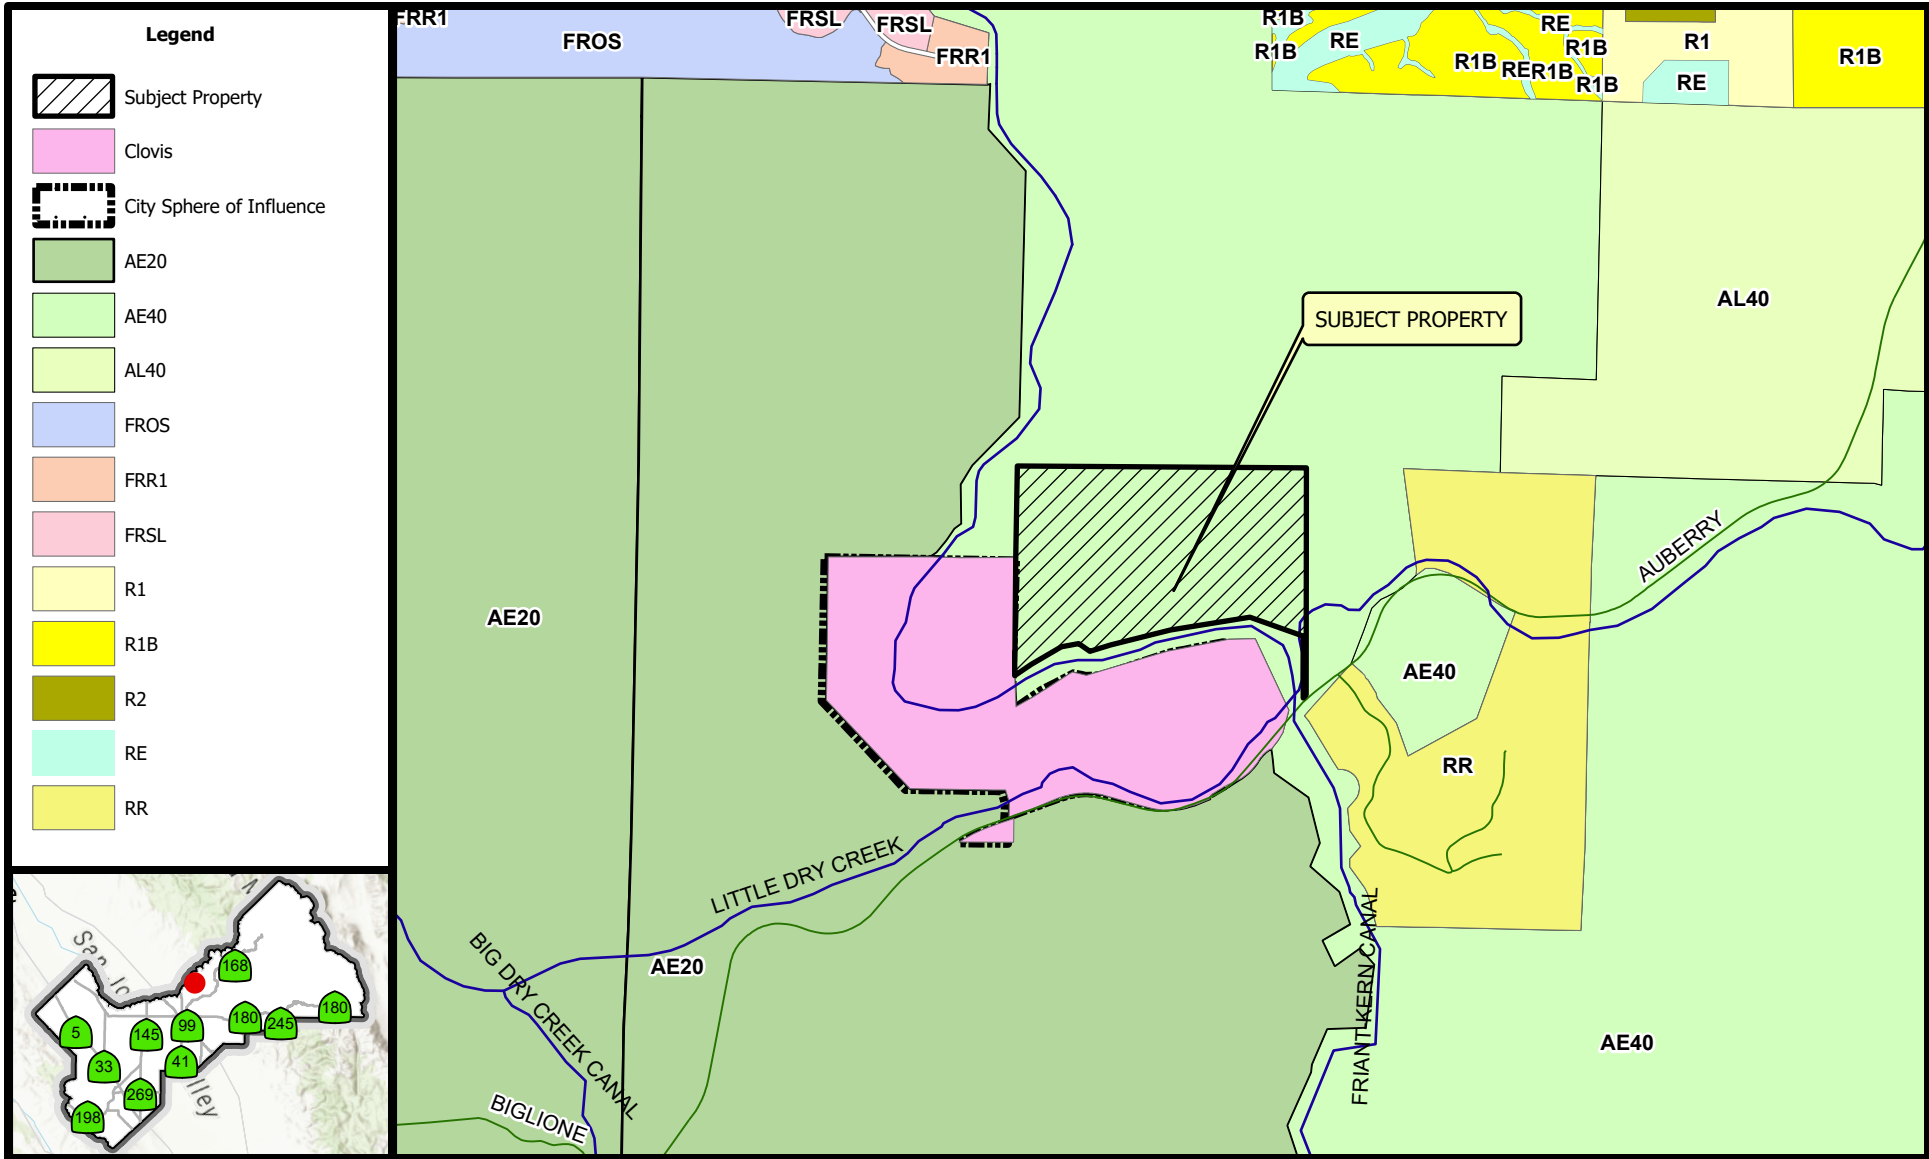 Legend
Subject Property
Clovis
City Sphere of Influence
AE20
AE40
AL40
FROS
FRR1
FRSL
R1
R1B
R2
RE
RR
FRR1
FROS
FRSL
FRSL
FRR1
R1B
R1B
RE
R1B
RE
R1B
RE
R1B
R1B
R1
RE
R1B
AL40
SUBJECT PROPERTY
AUBERRY
AE20
AE40
RR
LITTLE DRY CREEK
BIG DRY CREEK CANAL
AE20
BIGLIONE
FRIANT-KERN CANAL
AE40
San Jo
lley
168
180
180
245
99
145
5
33
41
269
198